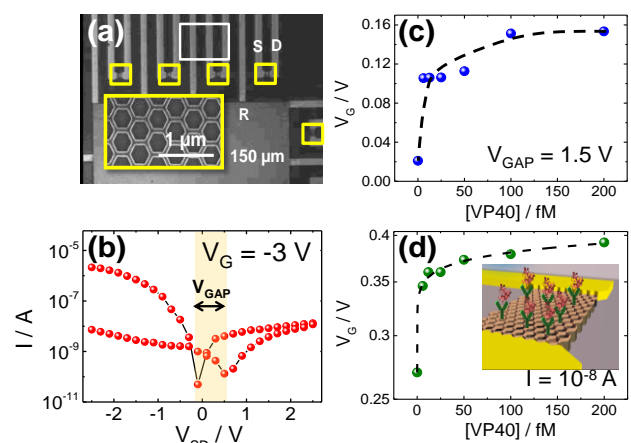 (a)
S D
R
1 µm
150 µm
(b)
V_G = -3 V
V_GAP
10⁻⁵
10⁻⁷
10⁻⁹
10⁻¹¹
I / A
-2 -1 0 1 2
V_SD / V
(c)
0.16
0.12
0.08
0.04
0.00
V_G / V
V_GAP = 1.5 V
0 50 100 150 200
[VP40] / fM
(d)
0.4
0.35
0.3
0.25
V_G / V
I = 10⁻⁸ A
0 50 100 150 200
[VP40] / fM